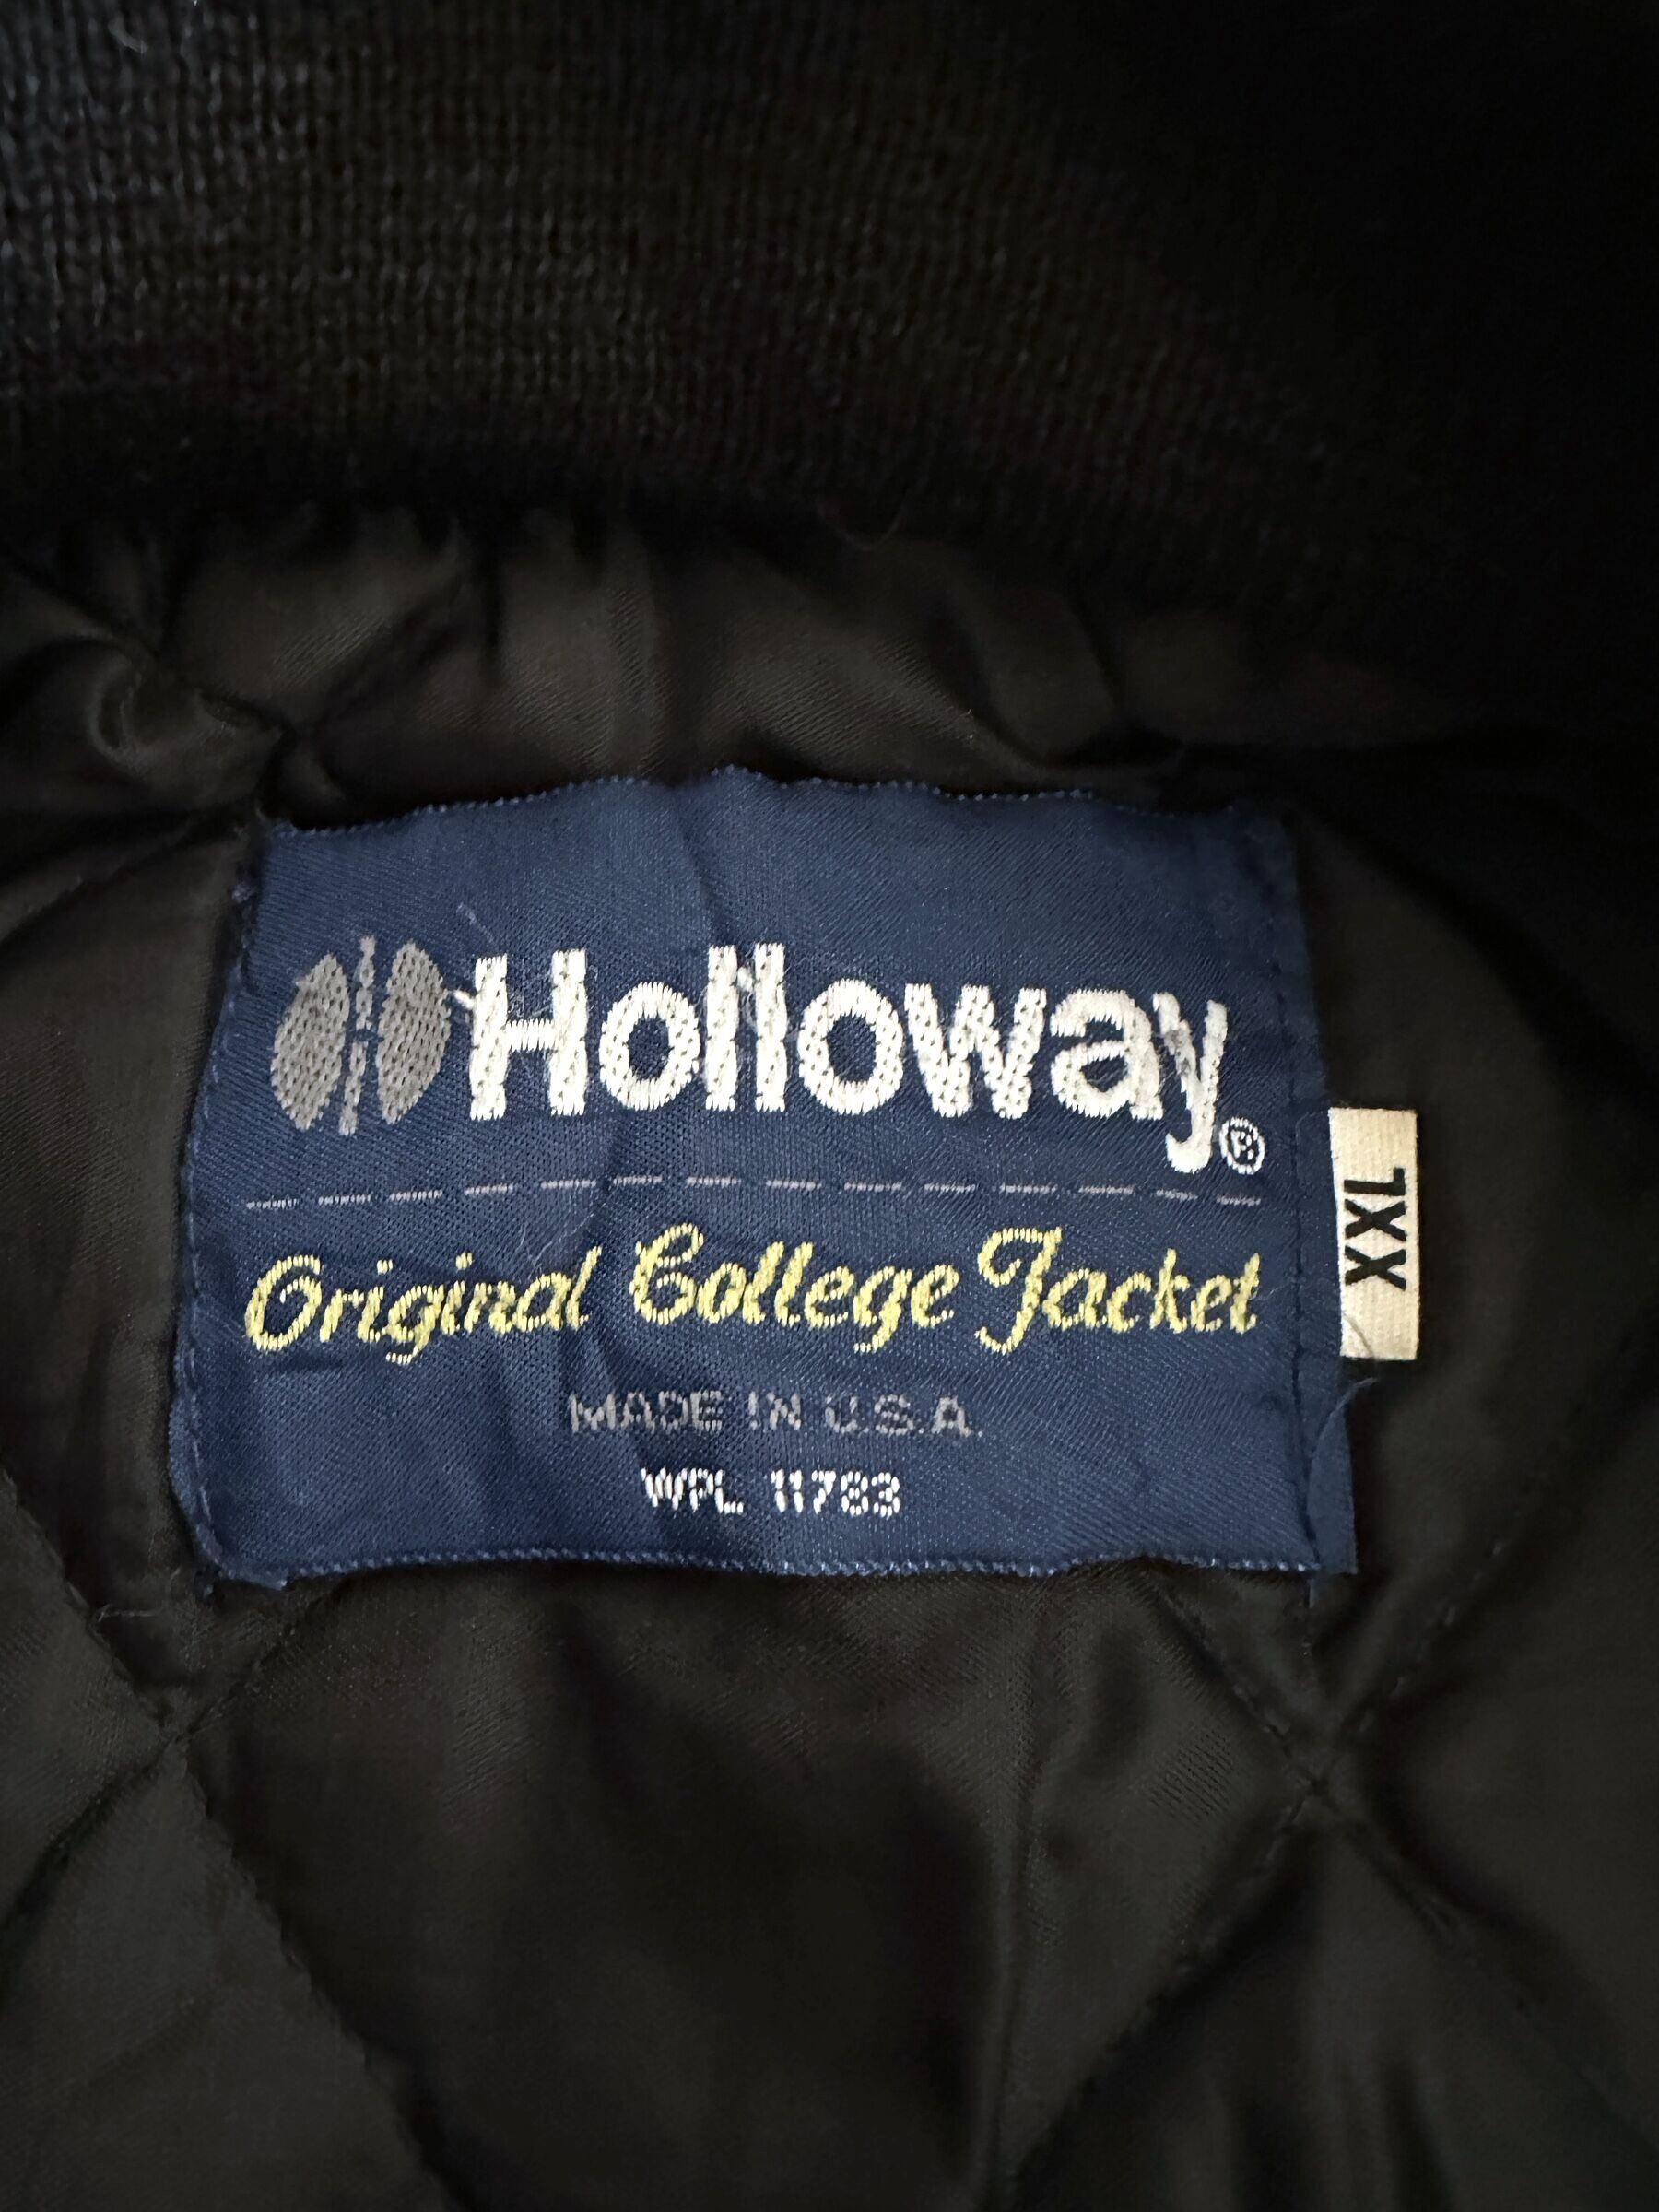 Holloway®
Original College Jacket
MADE IN U.S.A.
WPL 11783
XXL